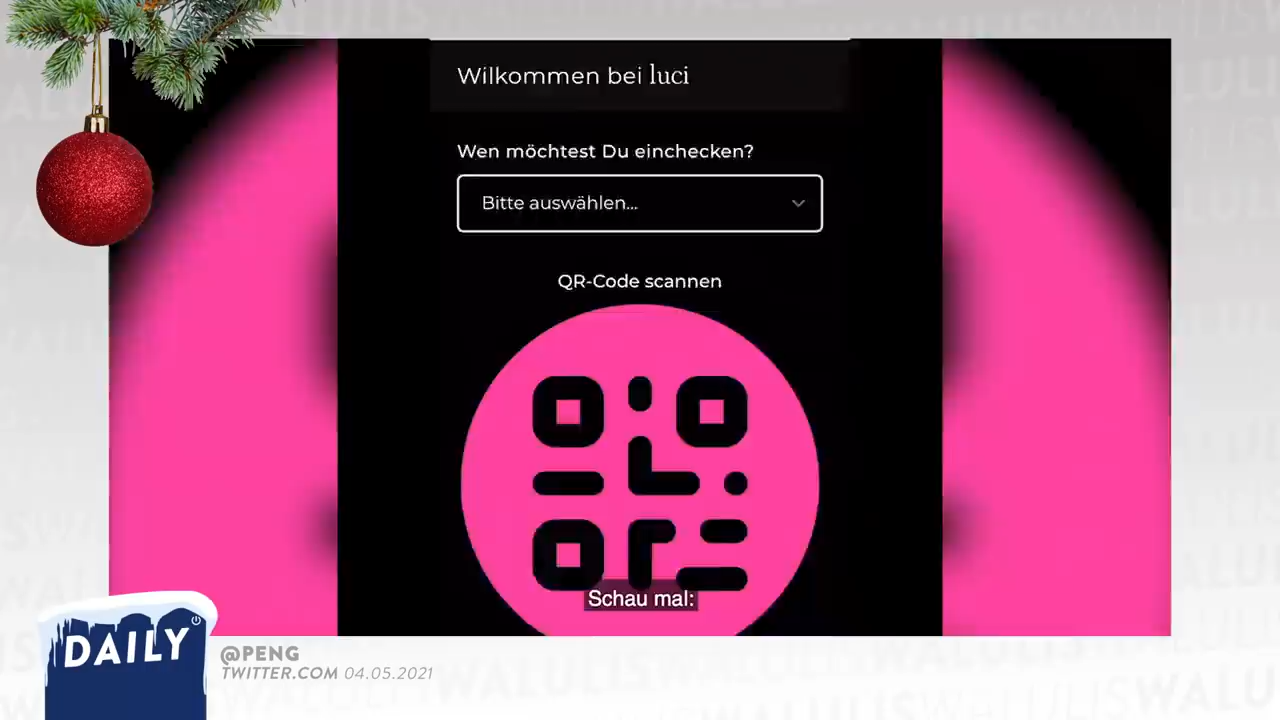 Wilkommen bei luci
Wen möchtest Du einchecken?
Bitte auswählen...
QR-Code scannen
Schau mal:
DAILY
@PENG
TWITTER.COM 04.05.2021
WALULIS